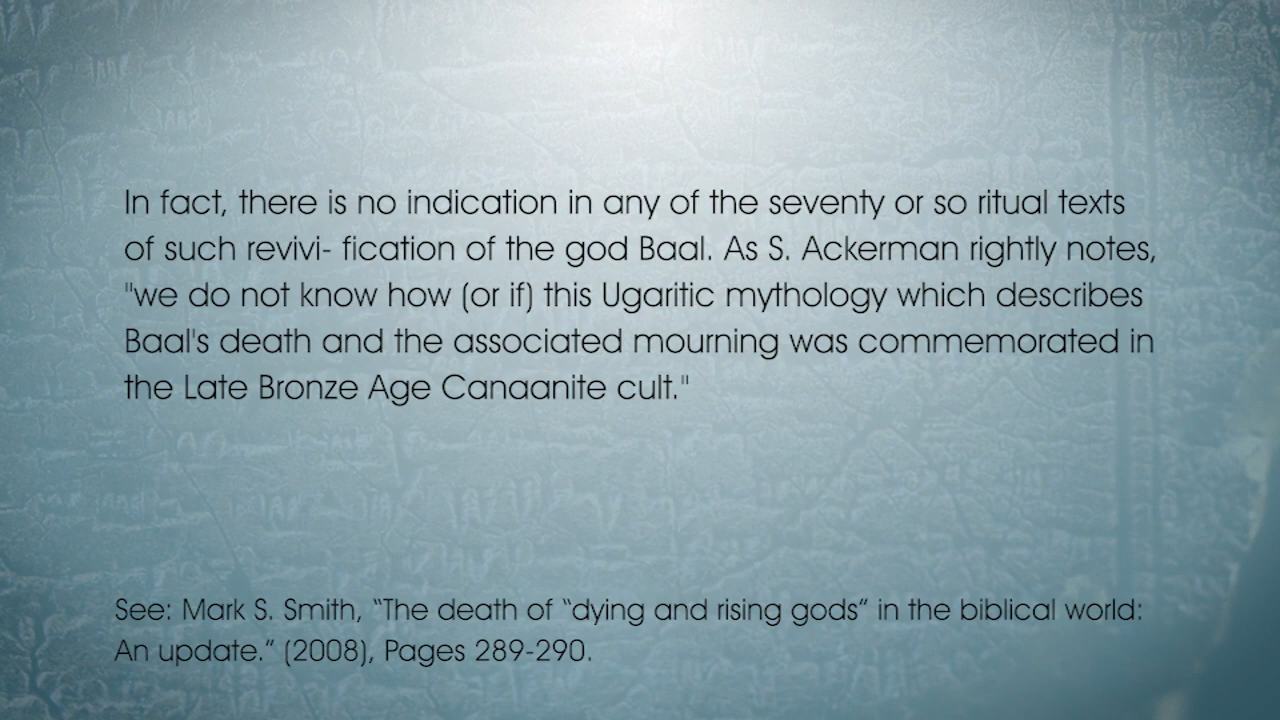 In fact, there is no indication in any of the seventy or so ritual texts
of such revivi- fication of the god Baal. As S. Ackerman rightly notes,
"we do not know how (or if) this Ugaritic mythology which describes
Baal's death and the associated mourning was commemorated in
the Late Bronze Age Canaanite cult."
See: Mark S. Smith, “The death of “dying and rising gods” in the biblical world:
An update.” (2008), Pages 289-290.